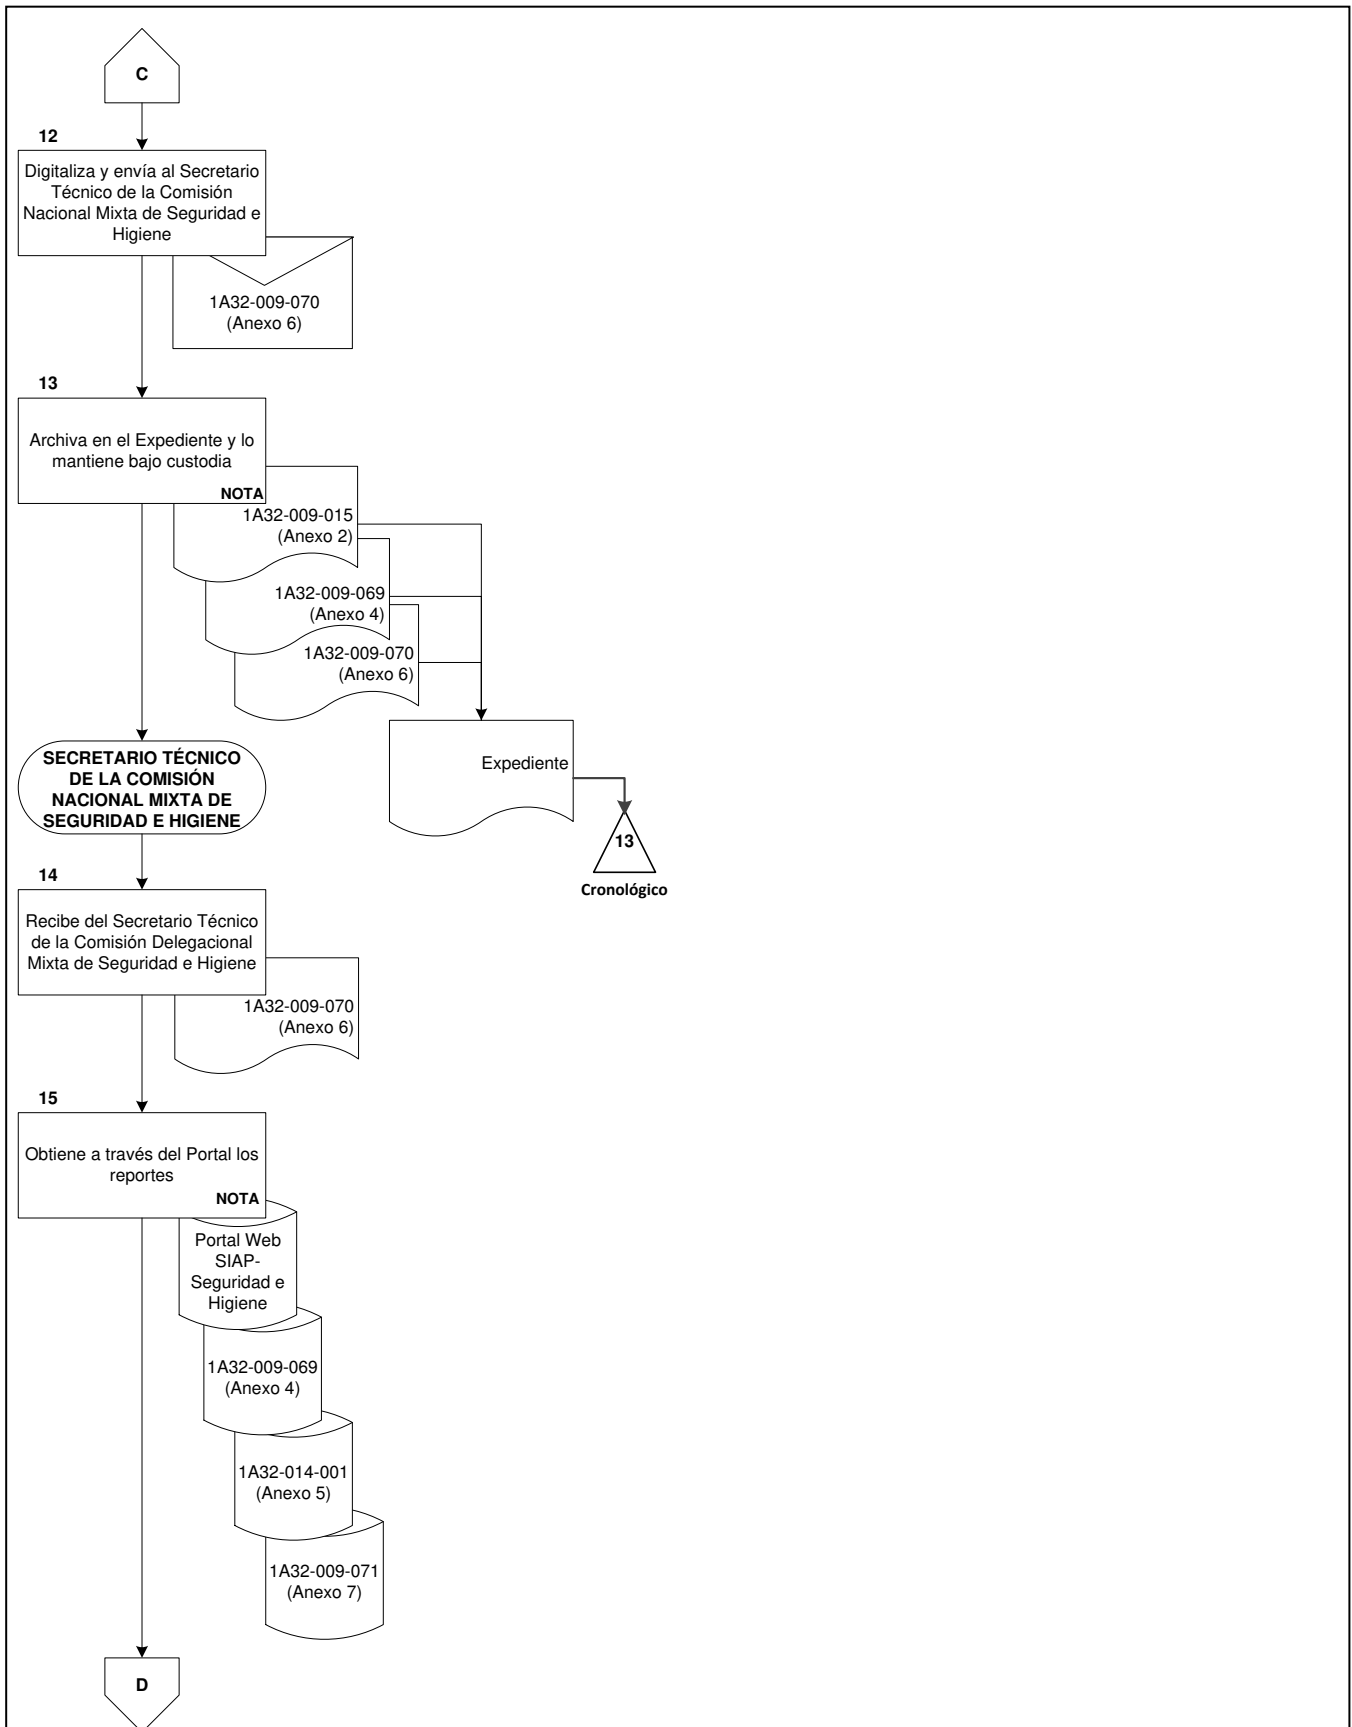 C
12
Digitaliza y envía al Secretario
Técnico de la Comisión
Nacional Mixta de Seguridad e
Higiene
1A32-009-070
(Anexo 6)
13
Archiva en el Expediente y lo
mantiene bajo custodia
NOTA
1A32-009-015
(Anexo 2)
1A32-009-069
(Anexo 4)
1A32-009-070
(Anexo 6)
Expediente
13
Cronológico
SECRETARIO TÉCNICO
DE LA COMISIÓN
NACIONAL MIXTA DE
SEGURIDAD E HIGIENE
14
Recibe del Secretario Técnico
de la Comisión Delegacional
Mixta de Seguridad e Higiene
1A32-009-070
(Anexo 6)
15
Obtiene a través del Portal los
reportes
NOTA
Portal Web
SIAP-
Seguridad e
Higiene
1A32-009-069
(Anexo 4)
1A32-014-001
(Anexo 5)
1A32-009-071
(Anexo 7)
D